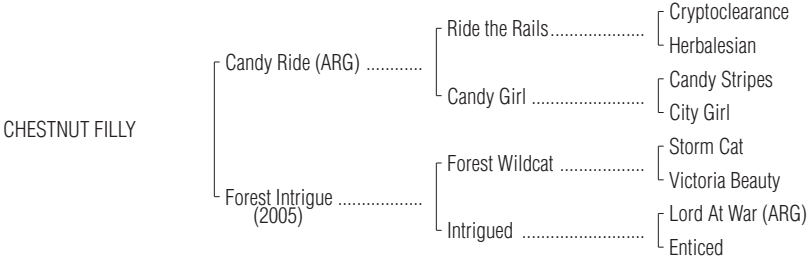 Cryptoclearance
Ride the Rails....................
Herbalesian
Candy Ride (ARG) ............
Candy Stripes
Candy Girl ........................
City Girl
CHESTNUT FILLY
Storm Cat
Forest Wildcat ..................
Victoria Beauty
Forest Intrigue ..................
(2005)
Lord At War (ARG)
Intrigued ..........................
Enticed